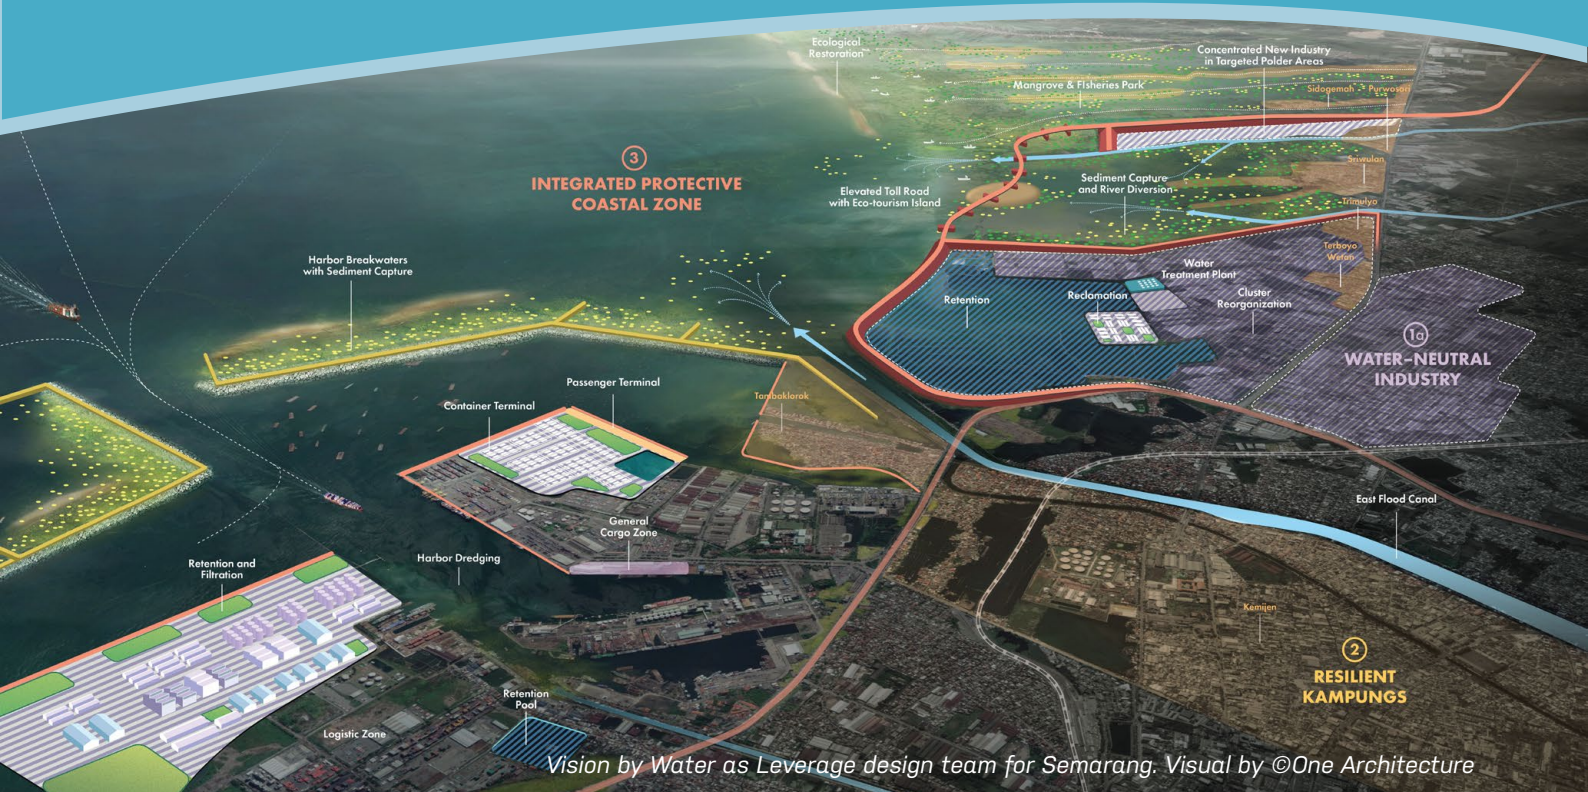 Ecological
Restoration
Concentrated New Industry
in Targeted Polder Areas
Mangrove & Fisheries Park
Sidogemah
Purwosari
3
INTEGRATED PROTECTIVE
COASTAL ZONE
Sriwulan
Elevated Toll Road
with Eco-tourism Island
Sediment Capture
and River Diversion
Trimulyo
Terboyo
Wetan
Harbor Breakwaters
with Sediment Capture
Water
Treatment Plant
Retention
Reclamation
Cluster
Reorganization
1a
WATER-NEUTRAL
INDUSTRY
Passenger Terminal
Container Terminal
Tambaklorok
East Flood Canal
General
Cargo Zone
Harbor Dredging
Retention and
Filtration
Kemijen
2
RESILIENT
KAMPUNGS
Retention
Pool
Logistic Zone
Vision by Water as Leverage design team for Semarang. Visual by ©One Architecture